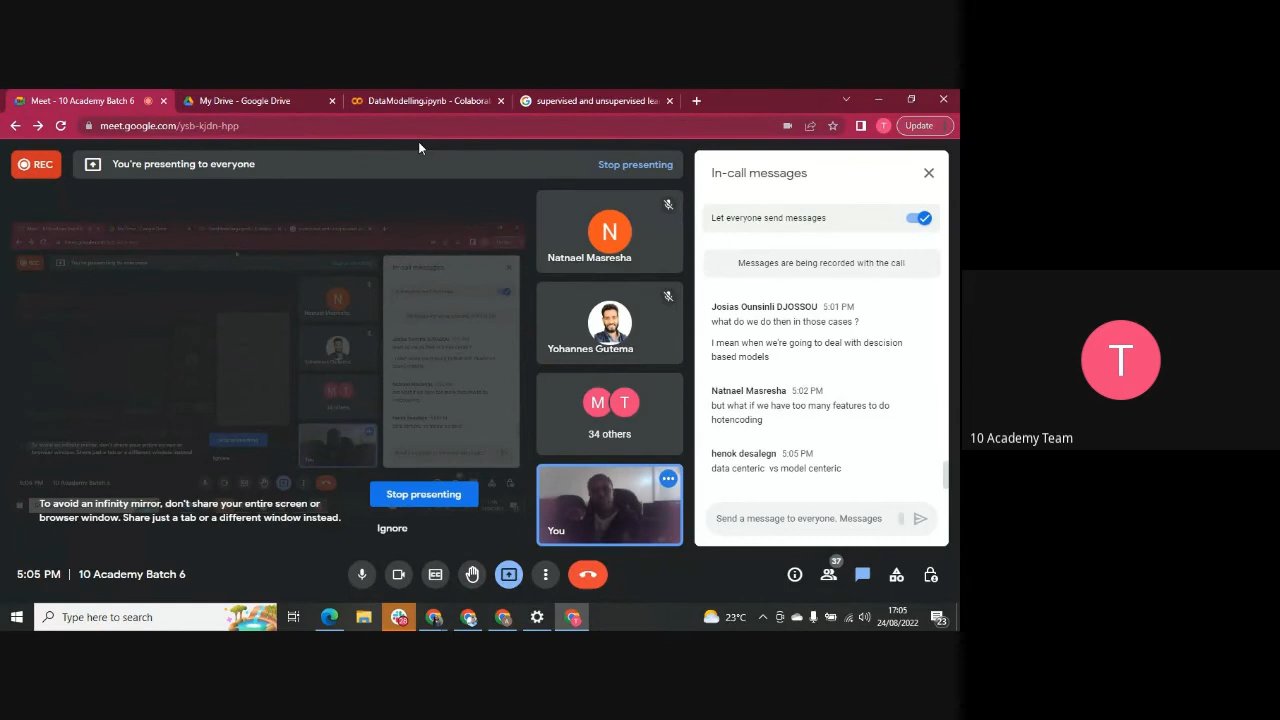 Meet - 10 Academy Batch 6
My Drive - Google Drive
DataModelling.ipynb - Colaborat
supervised and unsupervised lea
meet.google.com/ysb-kjdn-hpp
T
Update
REC
You're presenting to everyone
Stop presenting
N
Natnael Masresha
Yohannes Gutema
M T
34 others
You
To avoid an infinity mirror, don't share your entire screen or
browser window. Share just a tab or a different window instead.
Stop presenting
Ignore
In-call messages
Let everyone send messages
Messages are being recorded with the call
Josias Ounsinli DJOSSOU 5:01 PM
what do we do then in those cases ?
I mean when we're going to deal with descision
based models
Natnael Masresha 5:02 PM
but what if we have too many features to do
hotencoding
henok desalegn 5:05 PM
data centric vs model centric
Send a message to everyone. Messages
5:05 PM | 10 Academy Batch 6
37
Type here to search
23°C
17:05
24/08/2022
23
T
10 Academy Team